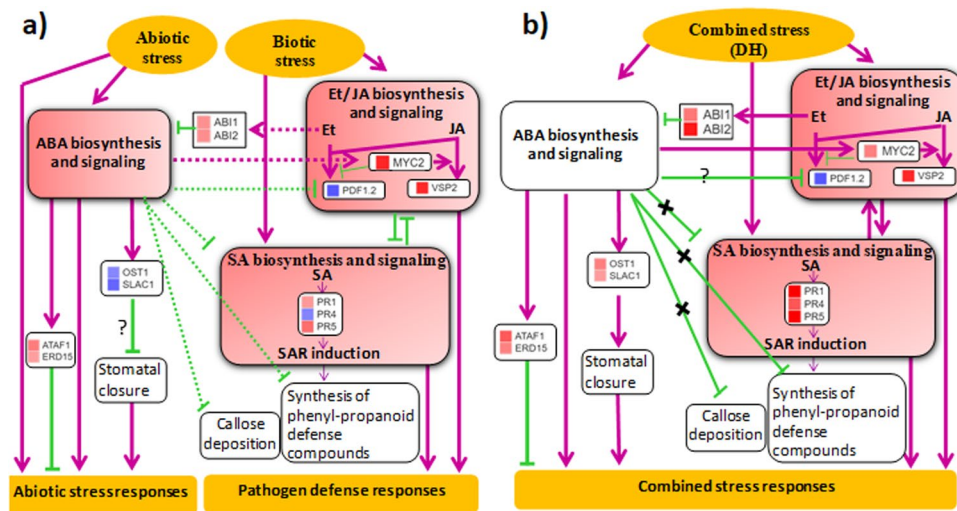 a)
Abiotic
stress
Biotic
stress
ABA biosynthesis
and signaling
ABI1
ABI2
Et/JA biosynthesis
and signaling
Et
JA
MYC2
PDF1.2
VSP2
OST1
SLAC1
?
ATAF1
ERD15
Stomatal
closure
SA biosynthesis and signaling
SA
PR1
PR4
PR5
SAR induction
Callose
deposition
Synthesis of
phenyl-propanoid
defense
compounds
Abiotic stress responses
Pathogen defense responses
b)
Combined stress
(DH)
ABA biosynthesis
and signaling
ABI1
ABI2
Et/JA biosynthesis
and signaling
Et
JA
MYC2
PDF1.2
VSP2
?
OST1
SLAC1
ATAF1
ERD15
Stomatal
closure
SA biosynthesis and signaling
SA
PR1
PR4
PR5
SAR induction
Callose
deposition
Synthesis of
phenyl-propanoid
defense
compounds
Combined stress responses